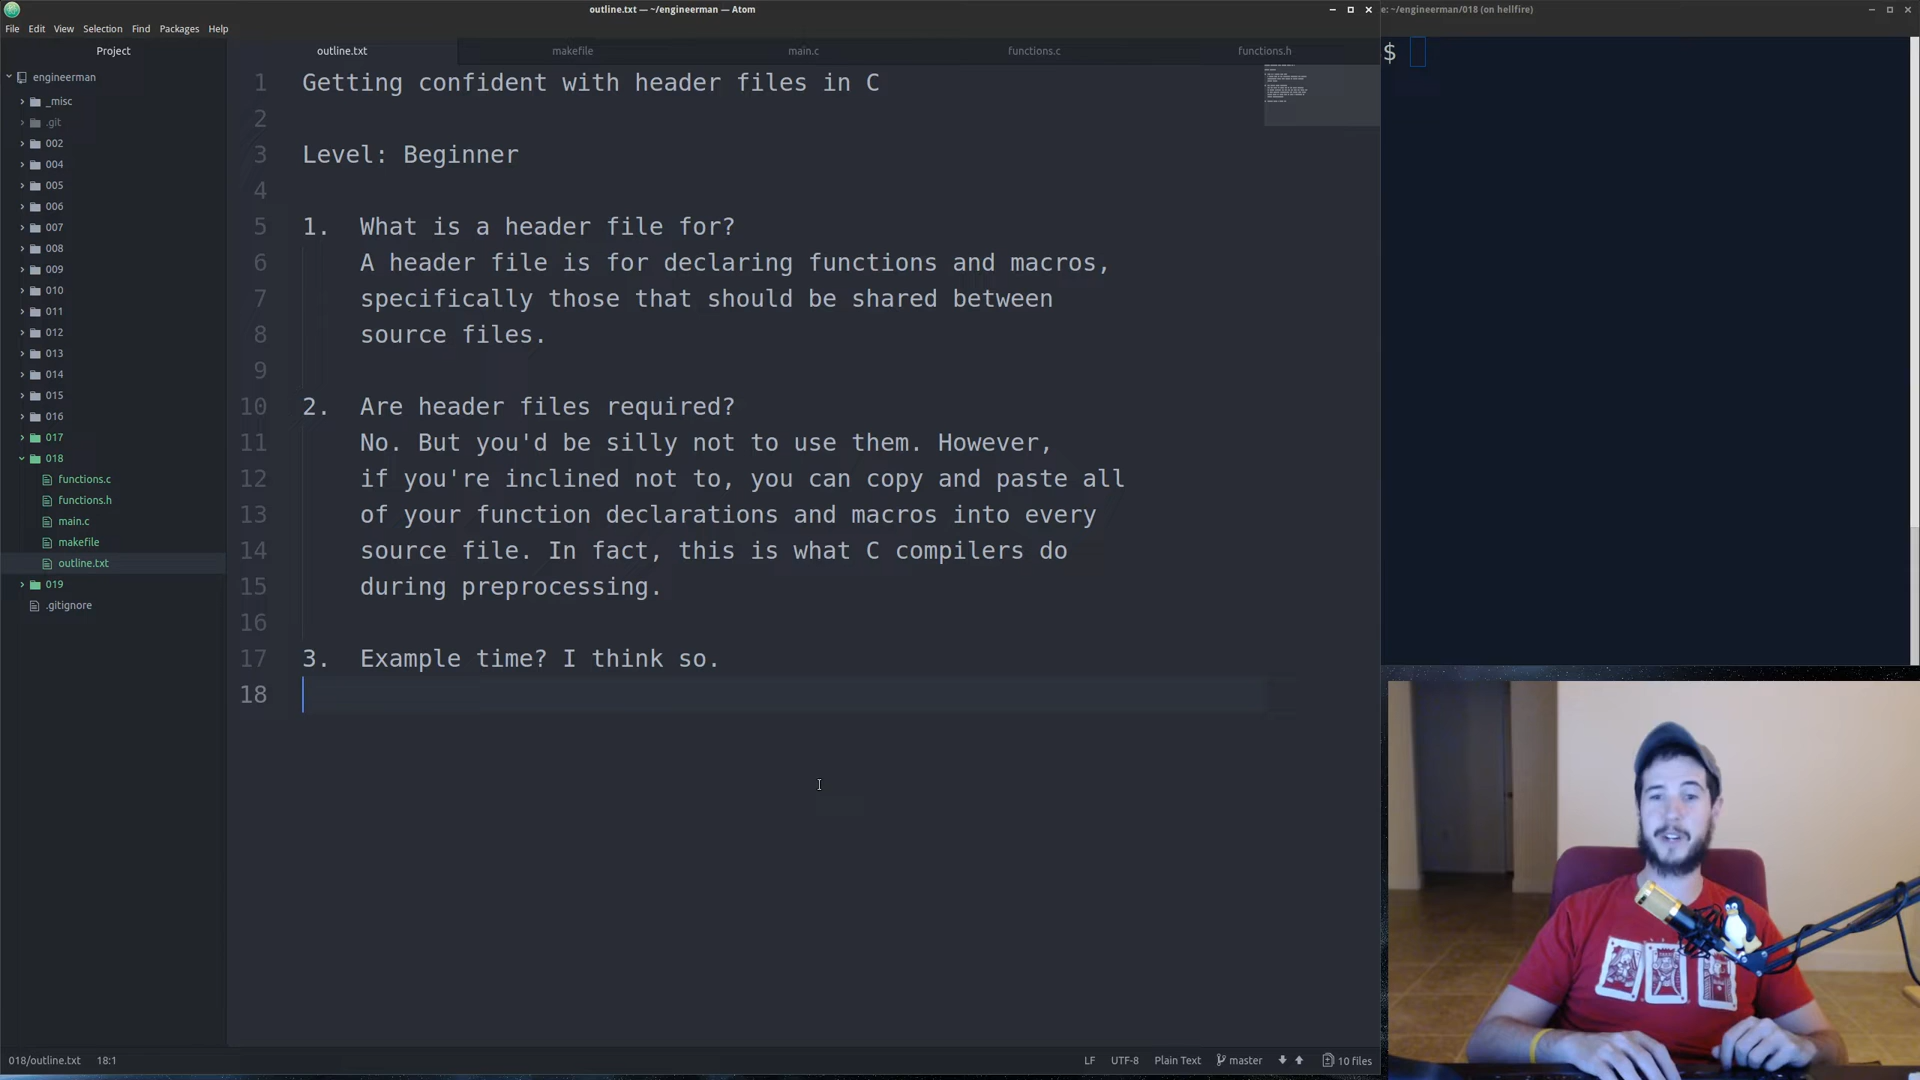 outline.txt — ~/engineerman — Atom
e: ~/engineerman/018 (on hellfire)
File Edit View Selection Find Packages Help
Project
outline.txt
makefile
main.c
functions.c
functions.h
$
engineerman
_misc
.git
002
004
005
006
007
008
009
010
011
012
013
014
015
016
017
018
functions.c
functions.h
main.c
makefile
outline.txt
019
.gitignore
1 Getting confident with header files in C
2
3 Level: Beginner
4
5 1. What is a header file for?
6 A header file is for declaring functions and macros,
7 specifically those that should be shared between
8 source files.
9
10 2. Are header files required?
11 No. But you'd be silly not to use them. However,
12 if you're inclined not to, you can copy and paste all
13 of your function declarations and macros into every
14 source file. In fact, this is what C compilers do
15 during preprocessing.
16
17 3. Example time? I think so.
18
018/outline.txt 18:1
LF UTF-8 Plain Text master 10 files